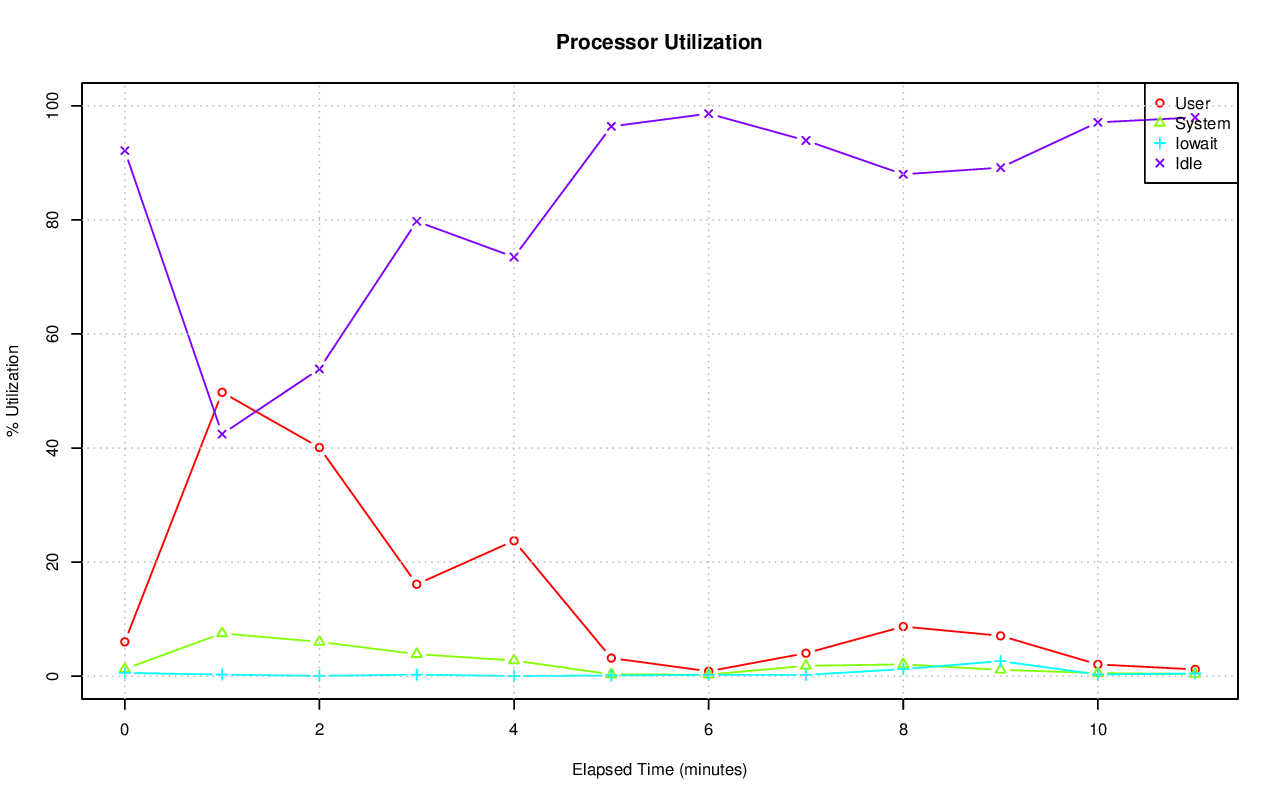 Processor Utilization
% Utilization
100
80
60
40
20
0
User
System
Iowait
Idle
0 2 4 6 8 10
Elapsed Time (minutes)